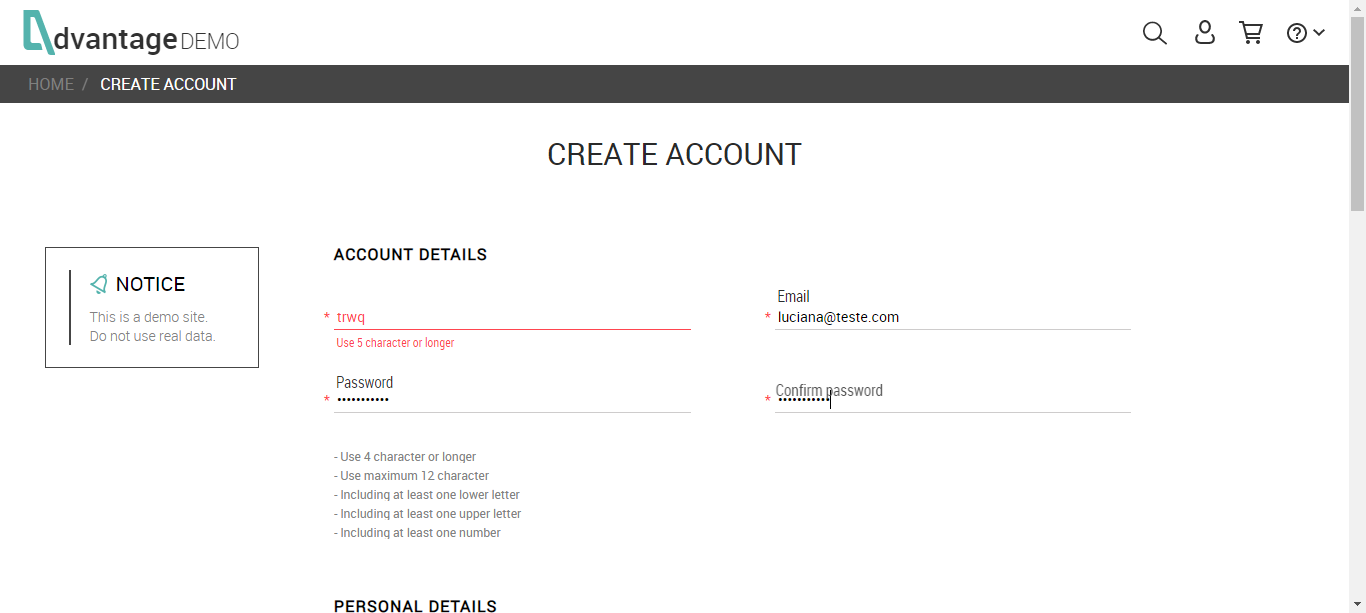 dvantage DEMO
HOME / CREATE ACCOUNT
CREATE ACCOUNT
NOTICE
This is a demo site.
Do not use real data.
ACCOUNT DETAILS
* trwq
Use 5 character or longer
Email
* luciana@teste.com
Password
* •••••••••••
Confirm password
* •••••••••••
- Use 4 character or longer
- Use maximum 12 character
- Including at least one lower letter
- Including at least one upper letter
- Including at least one number
PERSONAL DETAILS